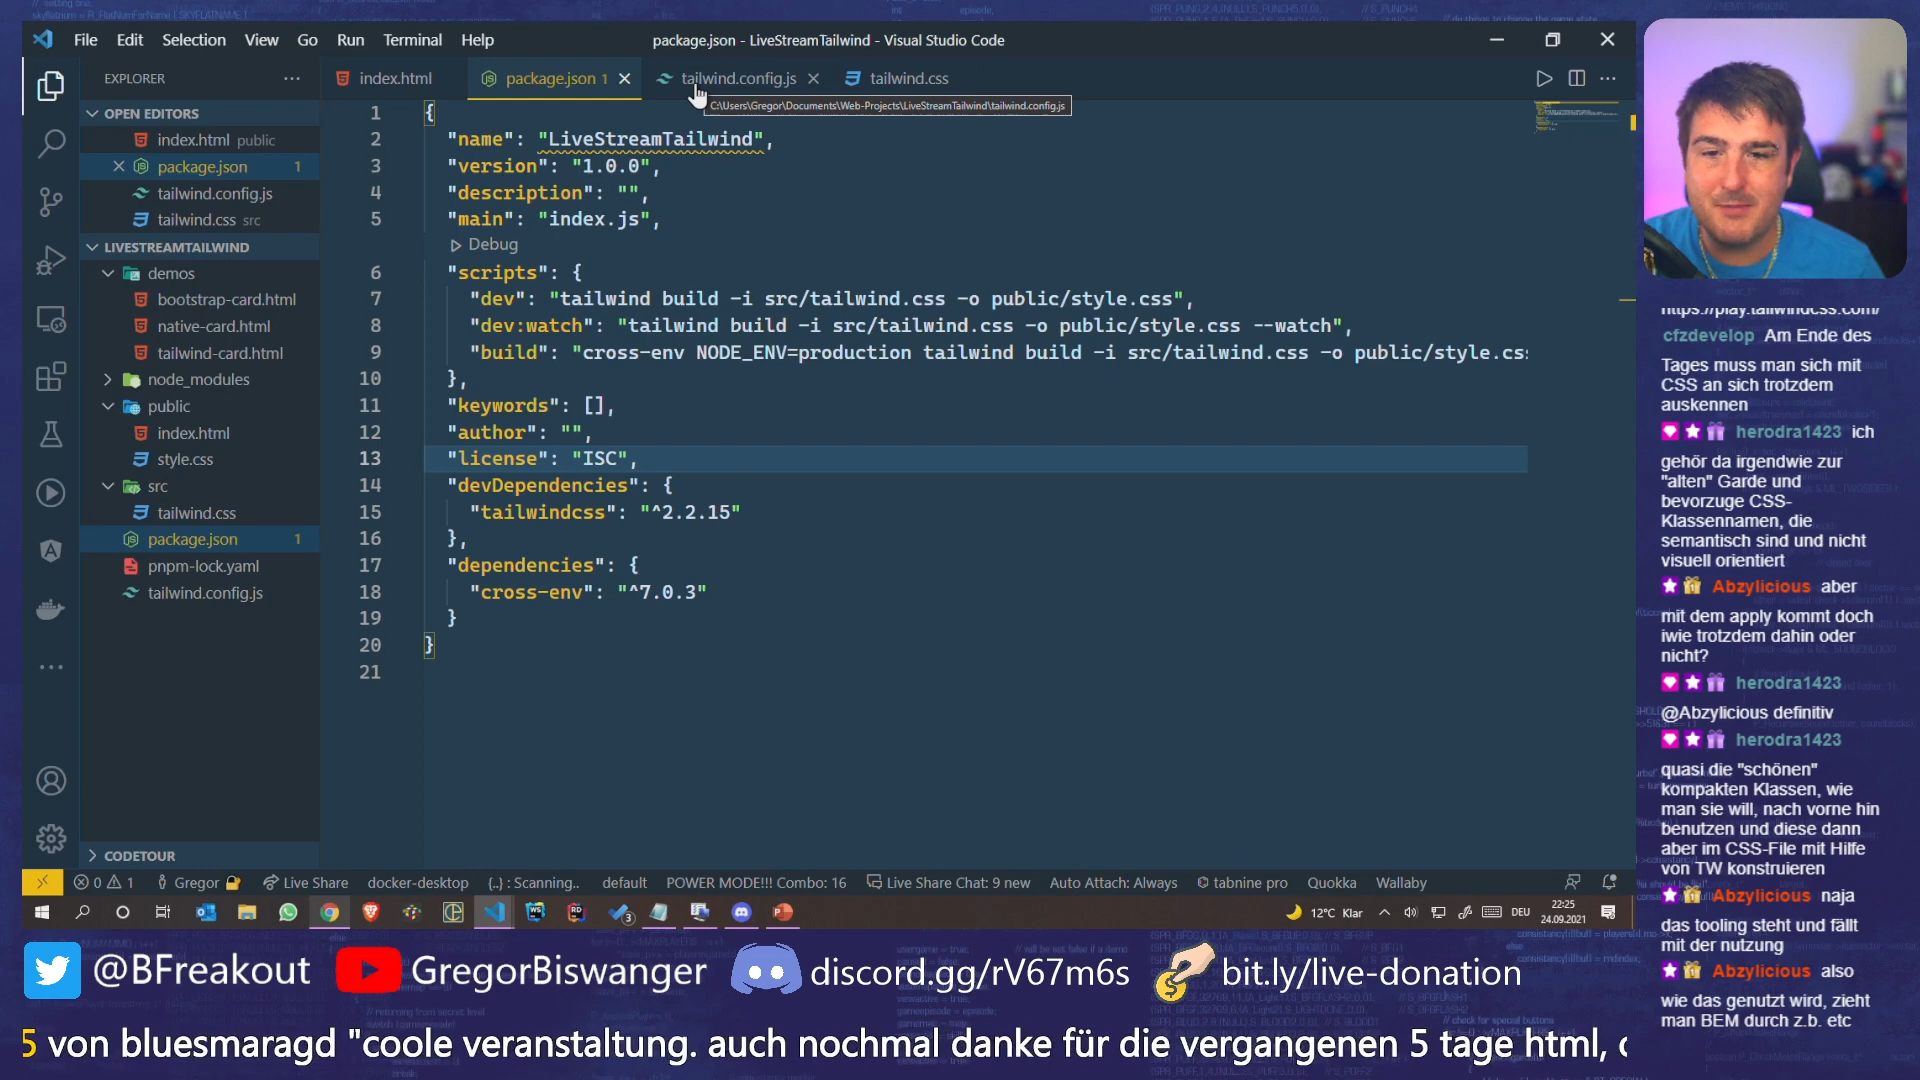 File Edit Selection View Go Run Terminal Help
package.json - LiveStreamTailwind - Visual Studio Code
EXPLORER
index.html
package.json 1
tailwind.config.js
tailwind.css
C:\Users\Gregor\Documents\Web-Projects\LiveStreamTailwind\tailwind.config.js
OPEN EDITORS
index.html public
package.json 1
tailwind.config.js
tailwind.css src
LIVESTREAMTAILWIND
demos
bootstrap-card.html
native-card.html
tailwind-card.html
node_modules
public
index.html
style.css
src
tailwind.css
package.json 1
pnpm-lock.yaml
tailwind.config.js
CODETOUR
1 {
2 "name": "LiveStreamTailwind",
3 "version": "1.0.0",
4 "description": "",
5 "main": "index.js",
Debug
6 "scripts": {
7 "dev": "tailwind build -i src/tailwind.css -o public/style.css",
8 "dev:watch": "tailwind build -i src/tailwind.css -o public/style.css --watch",
9 "build": "cross-env NODE_ENV=production tailwind build -i src/tailwind.css -o public/style.css
10 },
11 "keywords": [],
12 "author": "",
13 "license": "ISC",
14 "devDependencies": {
15 "tailwindcss": "^2.2.15"
16 },
17 "dependencies": {
18 "cross-env": "^7.0.3"
19 }
20 }
21
0 1 Gregor Live Share docker-desktop {..} : Scanning.. default POWER MODE!!! Combo: 16 Live Share Chat: 9 new Auto Attach: Always tabnine pro Quokka Wallaby
3
12°C Klar
DEU
22:25
24.09.2021
https://play.tailwindcss.com/
cfzdevelop Am Ende des
Tages muss man sich mit
CSS an sich trotzdem
auskennen
herodra1423 ich
gehör da irgendwie zur
"alten" Garde und
bevorzuge CSS-
Klassennamen, die
semantisch sind und nicht
visuell orientiert
Abzylicious aber
mit dem apply kommt doch
iwie trotzdem dahin oder
nicht?
herodra1423
@Abzylicious definitiv
herodra1423
quasi die "schönen"
kompakten Klassen, wie
man sie will, nach vorne hin
benutzen und diese dann
aber im CSS-File mit Hilfe
von TW konstruieren
Abzylicious naja
das tooling steht und fällt
mit der nutzung
Abzylicious also
wie das genutzt wird, zieht
man BEM durch z.b. etc
@BFreakout GregorBiswanger discord.gg/rV67m6s bit.ly/live-donation
5 von bluesmaragd "coole veranstaltung. auch nochmal danke für die vergangenen 5 tage html,